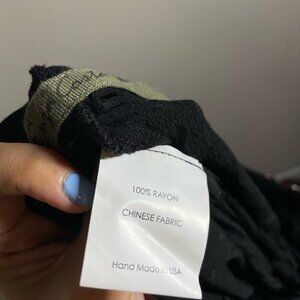 100% RAYON
CHINESE FABRIC
Hand Made in USA